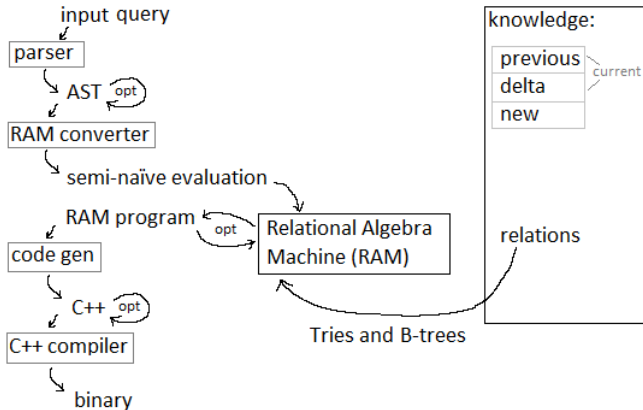 input query
parser
AST
opt
RAM converter
semi-naïve evaluation
RAM program
opt
Relational Algebra
Machine (RAM)
code gen
C++
opt
C++ compiler
binary
Tries and B-trees
knowledge:
previous
delta
new
current
relations